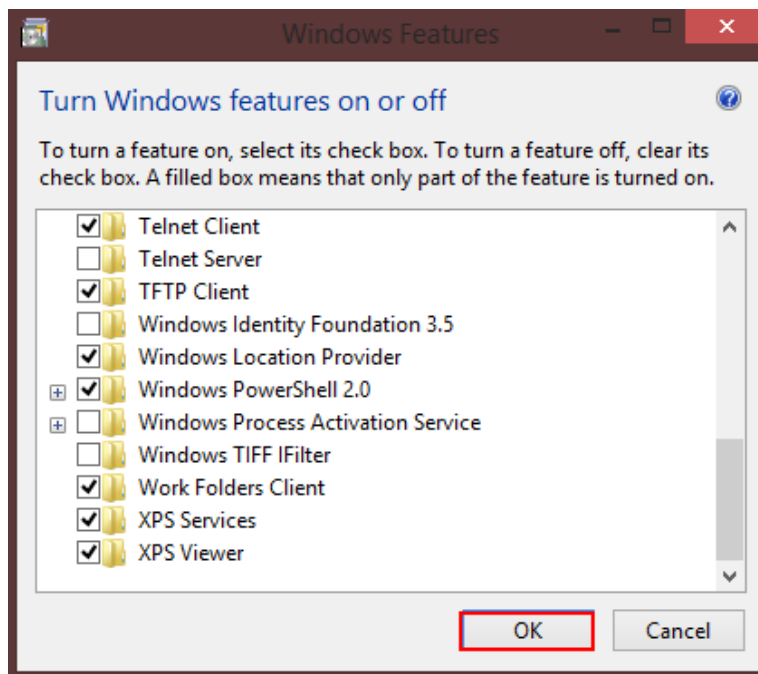 Windows Features
Turn Windows features on or off
To turn a feature on, select its check box. To turn a feature off, clear its
check box. A filled box means that only part of the feature is turned on.
Telnet Client
Telnet Server
TFTP Client
Windows Identity Foundation 3.5
Windows Location Provider
Windows PowerShell 2.0
Windows Process Activation Service
Windows TIFF IFilter
Work Folders Client
XPS Services
XPS Viewer
OK
Cancel